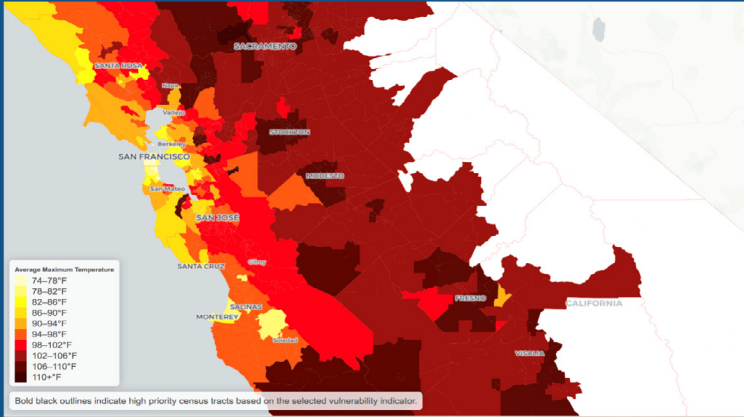 SACRAMENTO
SANTA ROSA
Napa
Vallejo
STOCKTON
Berkeley
SAN FRANCISCO
MODESTO
San Mateo
SAN JOSE
SANTA CRUZ
Gilroy
Average Maximum Temperature
74–78°F
78–82°F
82–86°F
86–90°F
90–94°F
94–98°F
98–102°F
102–106°F
106–110°F
110+°F
SALINAS
MONTEREY
Soledad
FRESNO
CALIFORNIA
VISALIA
Bold black outlines indicate high priority census tracts based on the selected vulnerability indicator.